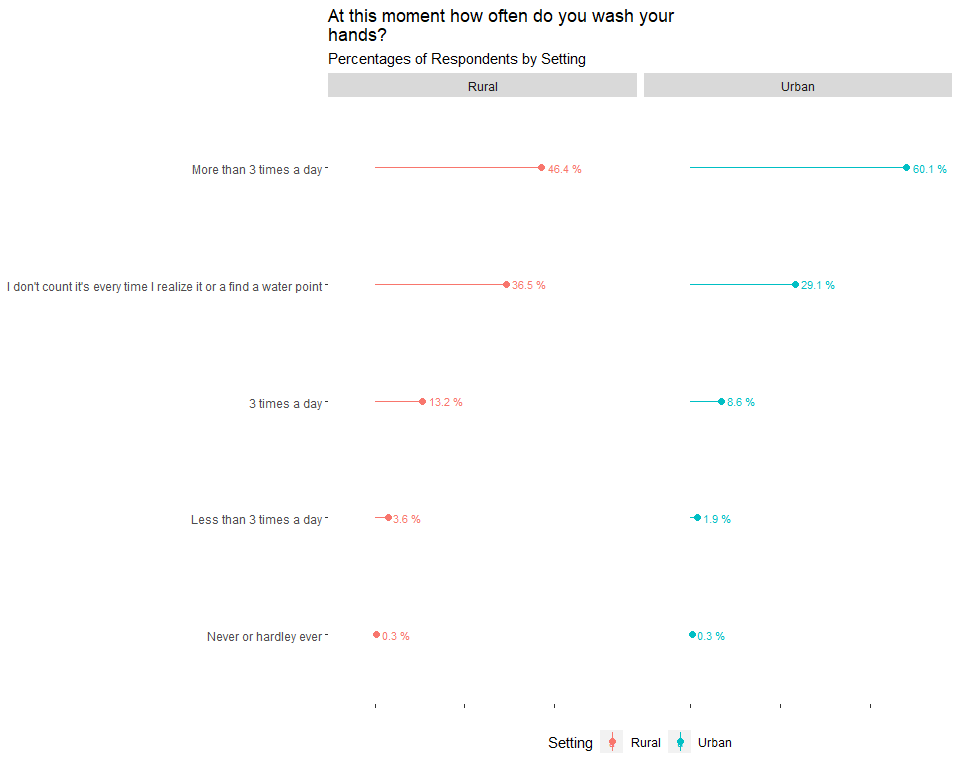 At this moment how often do you wash your
hands?
Percentages of Respondents by Setting
Rural
Urban
More than 3 times a day
46.4 %
60.1 %
I don't count it's every time I realize it or a find a water point
36.5 %
29.1 %
3 times a day
13.2 %
8.6 %
Less than 3 times a day
3.6 %
1.9 %
Never or hardley ever
0.3 %
0.3 %
Setting
Rural
Urban